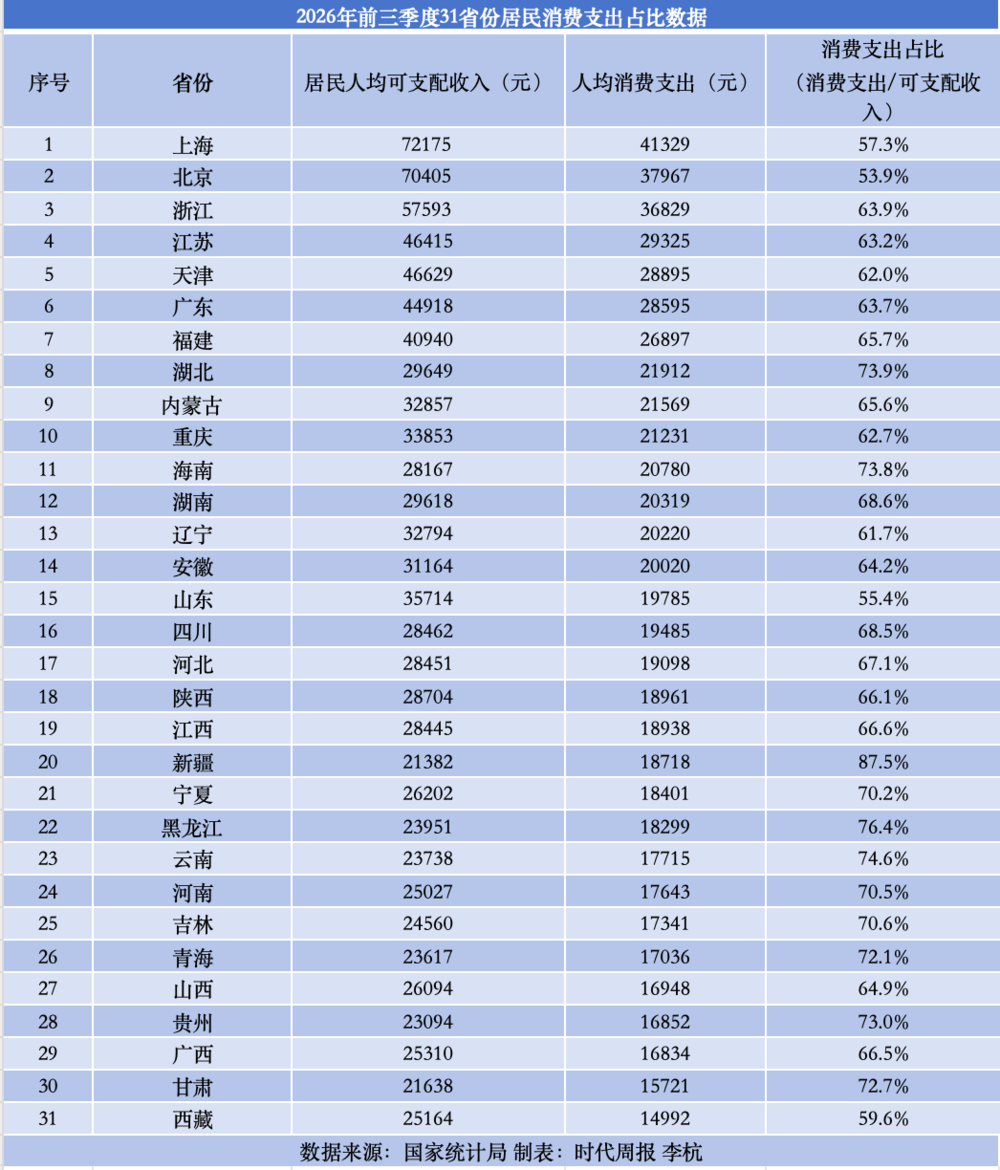 2026年前三季度31省份居民消费支出占比数据
序号 省份 居民人均可支配收入（元） 人均消费支出（元） 消费支出占比
（消费支出/可支配收
入）
1 上海 72175 41329 57.3%
2 北京 70405 37967 53.9%
3 浙江 57593 36829 63.9%
4 江苏 46415 29325 63.2%
5 天津 46629 28895 62.0%
6 广东 44918 28595 63.7%
7 福建 40940 26897 65.7%
8 湖北 29649 21912 73.9%
9 内蒙古 32857 21569 65.6%
10 重庆 33853 21231 62.7%
11 海南 28167 20780 73.8%
12 湖南 29618 20319 68.6%
13 辽宁 32794 20220 61.7%
14 安徽 31164 20020 64.2%
15 山东 35714 19785 55.4%
16 四川 28462 19485 68.5%
17 河北 28451 19098 67.1%
18 陕西 28704 18961 66.1%
19 江西 28445 18938 66.6%
20 新疆 21382 18718 87.5%
21 宁夏 26202 18401 70.2%
22 黑龙江 23951 18299 76.4%
23 云南 23738 17715 74.6%
24 河南 25027 17643 70.5%
25 吉林 24560 17341 70.6%
26 青海 23617 17036 72.1%
27 山西 26094 16948 64.9%
28 贵州 23094 16852 73.0%
29 广西 25310 16834 66.5%
30 甘肃 21638 15721 72.7%
31 西藏 25164 14992 59.6%
数据来源：国家统计局 制表：时代周报 李杭